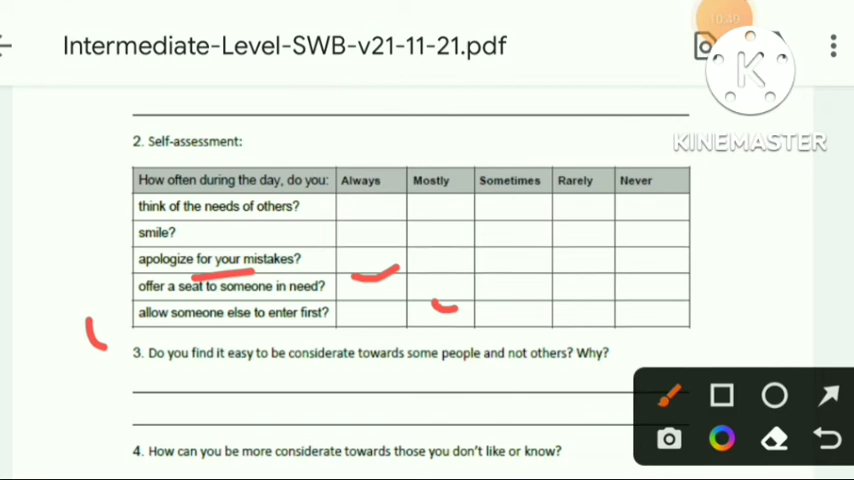 10:49
Intermediate-Level-SWB-v21-11-21.pdf
K
KINEMASTER
2. Self-assessment:
How often during the day, do you: Always Mostly Sometimes Rarely Never
think of the needs of others?
smile?
apologize for your mistakes?
offer a seat to someone in need?
allow someone else to enter first?
3. Do you find it easy to be considerate towards some people and not others? Why?
4. How can you be more considerate towards those you don't like or know?